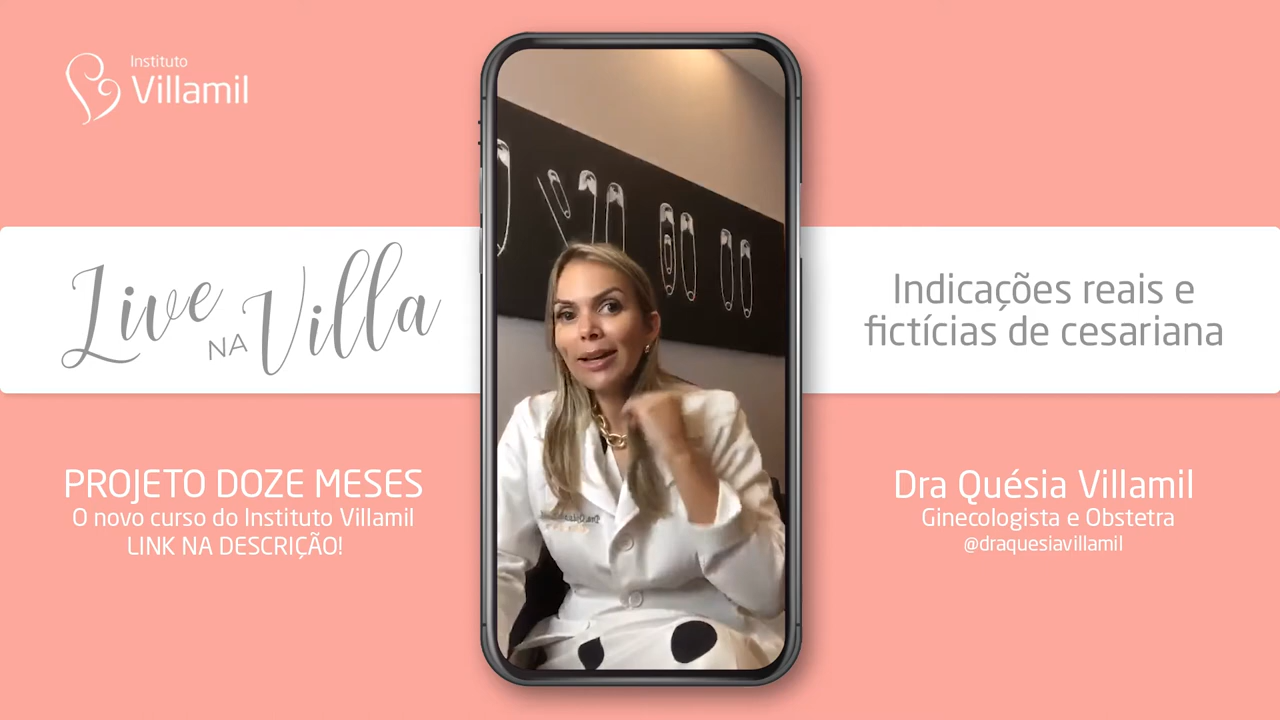 Instituto
Villamil
Live NA Villa
Indicações reais e
fictícias de cesariana
PROJETO DOZE MESES
O novo curso do Instituto Villamil
LINK NA DESCRIÇÃO!
Dra Quésia Villamil
Ginecologista e Obstetra
@draquesiavillamil